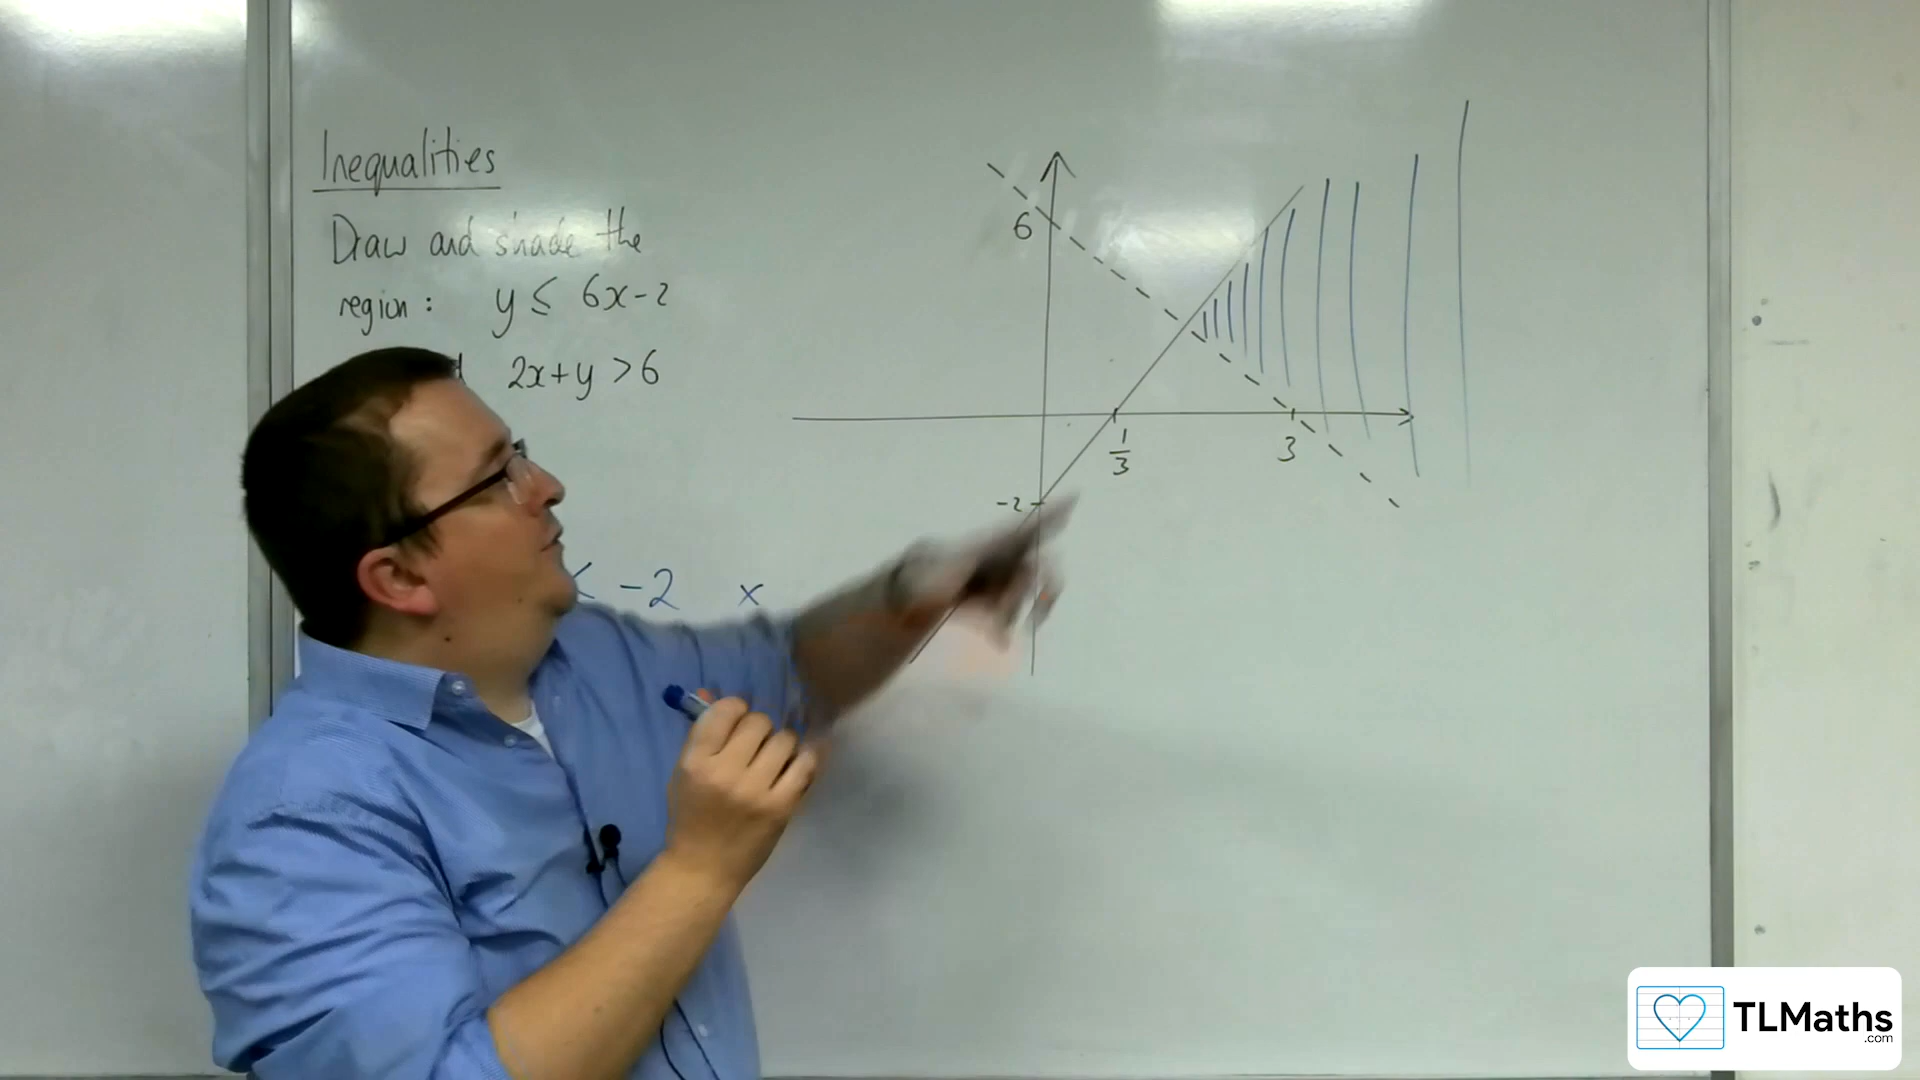 Inequalities
Draw and shade the
region: y ≤ 6x-2
2x+y >6
< -2 x
6
1/3
3
-2
TLMaths
.com